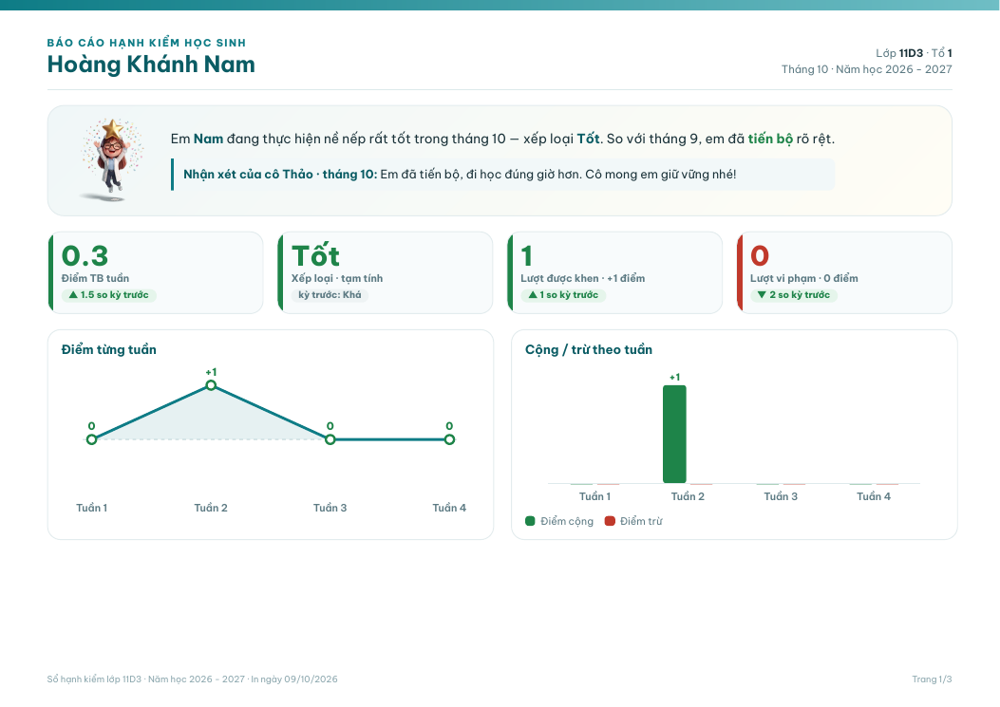 BÁO CÁO HẠNH KIỂM HỌC SINH
Hoàng Khánh Nam
Lớp 11D3 · Tổ 1
Tháng 10 · Năm học 2026 – 2027
Em Nam đang thực hiện nề nếp rất tốt trong tháng 10 — xếp loại Tốt. So với tháng 9, em đã tiến bộ rõ rệt.
Nhận xét của cô Thảo · tháng 10: Em đã tiến bộ, đi học đúng giờ hơn. Cô mong em giữ vững nhé!
0.3
Điểm TB tuần
▲ 1.5 so kỳ trước
Tốt
Xếp loại · tạm tính
kỳ trước: Khá
1
Lượt được khen · +1 điểm
▲ 1 so kỳ trước
0
Lượt vi phạm · 0 điểm
▼ 2 so kỳ trước
Điểm từng tuần
0
+1
0
0
Tuần 1
Tuần 2
Tuần 3
Tuần 4
Cộng / trừ theo tuần
+1
Tuần 1
Tuần 2
Tuần 3
Tuần 4
Điểm cộng
Điểm trừ
Sổ hạnh kiểm lớp 11D3 · Năm học 2026 – 2027 · In ngày 09/10/2026
Trang 1/3